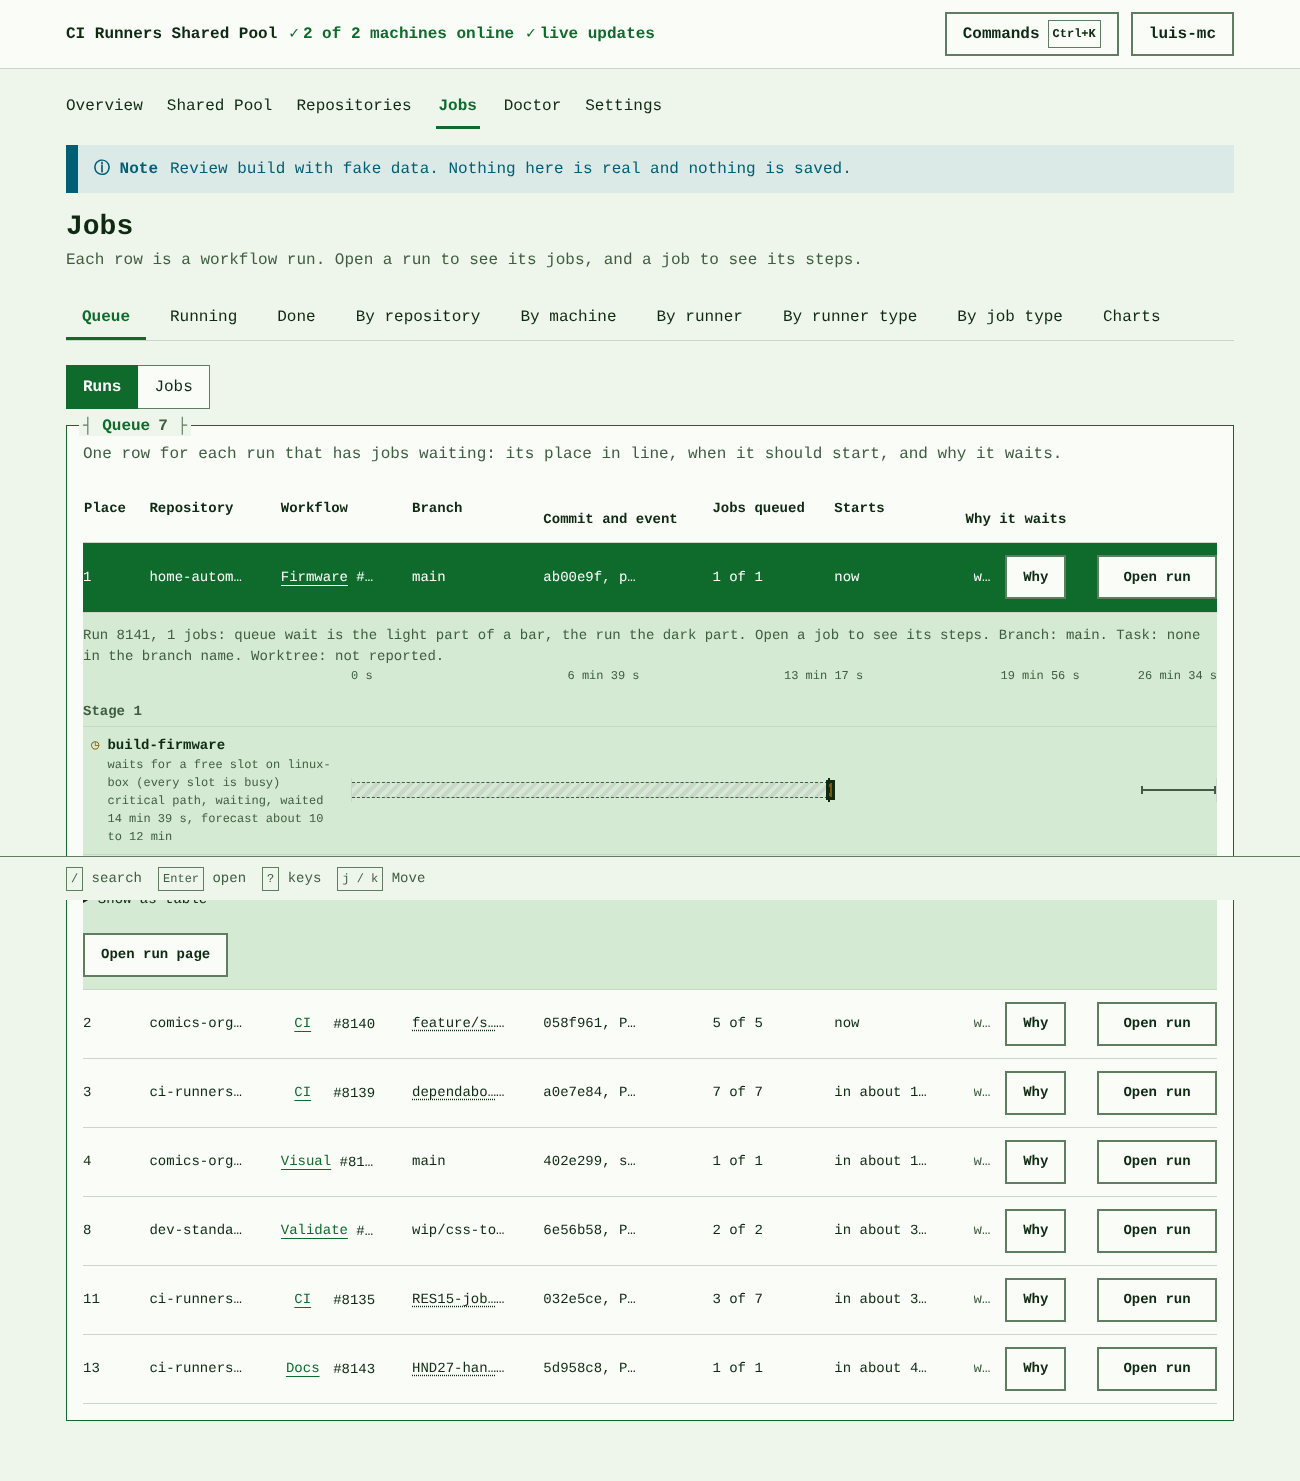 CI Runners Shared Pool ✓ 2 of 2 machines online ✓ live updates Commands Ctrl+K luis-mc
Overview Shared Pool Repositories Jobs Doctor Settings
ⓘ Note Review build with fake data. Nothing here is real and nothing is saved.
Jobs
Each row is a workflow run. Open a run to see its jobs, and a job to see its steps.
Queue Running Done By repository By machine By runner By runner type By job type Charts
Runs Jobs
┤ Queue 7 ├
One row for each run that has jobs waiting: its place in line, when it should start, and why it waits.
Place Repository Workflow Branch Commit and event Jobs queued Starts Why it waits
1 home-autom… Firmware #… main ab00e9f, p… 1 of 1 now w… Why Open run
Run 8141, 1 jobs: queue wait is the light part of a bar, the run the dark part. Open a job to see its steps. Branch: main. Task: none
in the branch name. Worktree: not reported.
0 s 6 min 39 s 13 min 17 s 19 min 56 s 26 min 34 s
Stage 1
◷ build-firmware
waits for a free slot on linux-
box (every slot is busy)
critical path, waiting, waited
14 min 39 s, forecast about 10
to 12 min
/ search Enter open ? keys j / k Move
▸ Show as table
Open run page
2 comics-org… CI #8140 feature/s…… 058f961, P… 5 of 5 now w… Why Open run
3 ci-runners… CI #8139 dependabo…… a0e7e84, P… 7 of 7 in about 1… w… Why Open run
4 comics-org… Visual #81… main 402e299, s… 1 of 1 in about 1… w… Why Open run
8 dev-standa… Validate #… wip/css-to… 6e56b58, P… 2 of 2 in about 3… w… Why Open run
11 ci-runners… CI #8135 RES15-job…… 032e5ce, P… 3 of 7 in about 3… w… Why Open run
13 ci-runners… Docs #8143 HND27-han…… 5d958c8, P… 1 of 1 in about 4… w… Why Open run